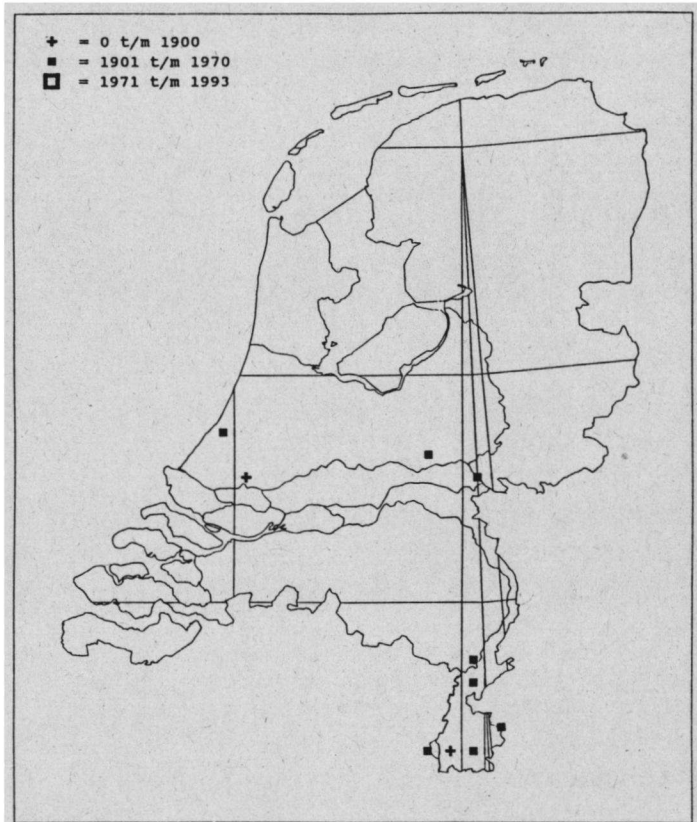 + = 0 t/m 1900
■ = 1901 t/m 1970
□ = 1971 t/m 1993